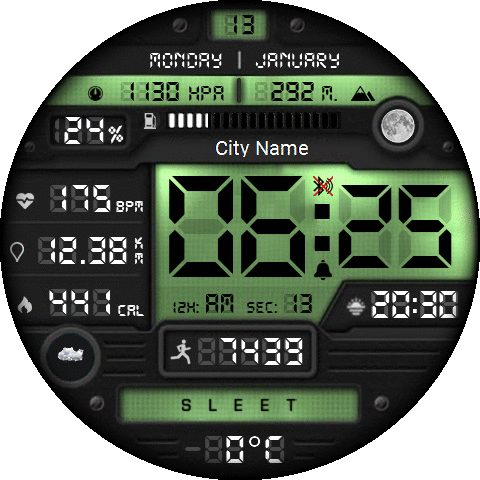 13
MONDAY | JANUARY
1130 HPA 292 M.
24%
City Name
175 BPM
06:25
12.38 KM
441 CAL
12H: AM SEC: 13
20:30
7439
SLEET
-0°C